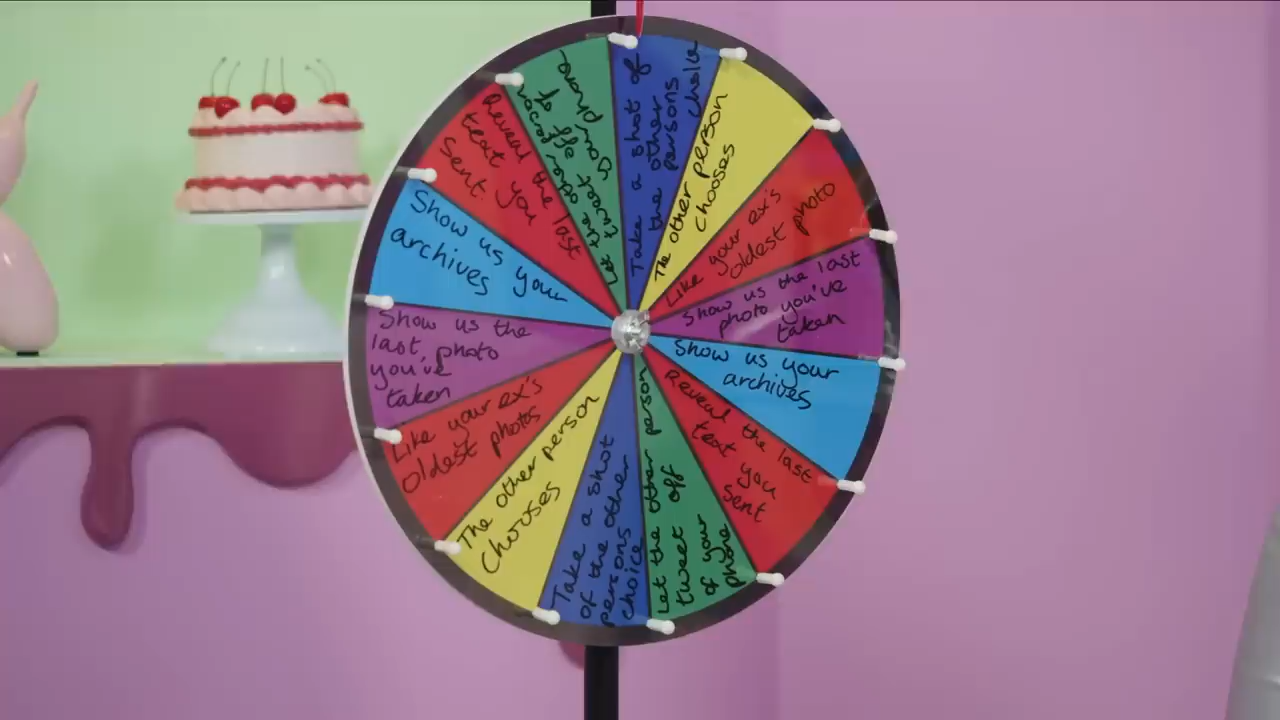 Take a shot of
the other
persons
choice
The other person
chooses
Like your ex's
oldest photo
Show us the last
photo you've
taken
Show us your
archives
Reveal the last
text you
sent
Let the other person
tweet off
of your
phone
Take a shot
of the other
persons
choice
The other person
chooses
Like your ex's
oldest photos
Show us the
last photo
you've
taken
Show us your
archives
Reveal the last
text you
sent.
Let the other person
tweet off of
your
phone